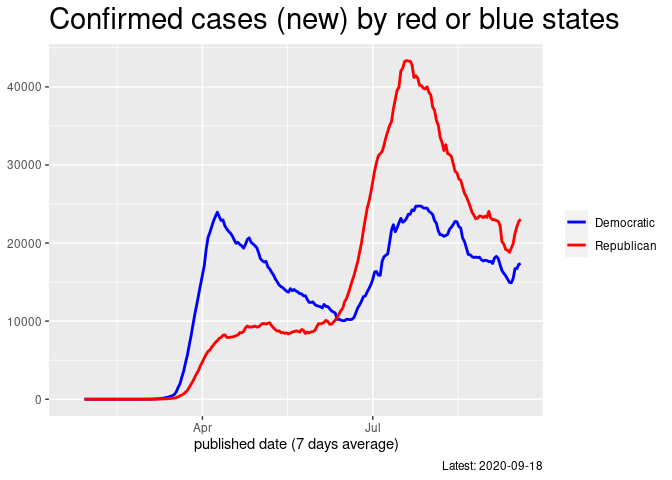 Confirmed cases (new) by red or blue states
40000
30000
20000
10000
0
Apr
Jul
published date (7 days average)
Democratic
Republican
Latest: 2020-09-18